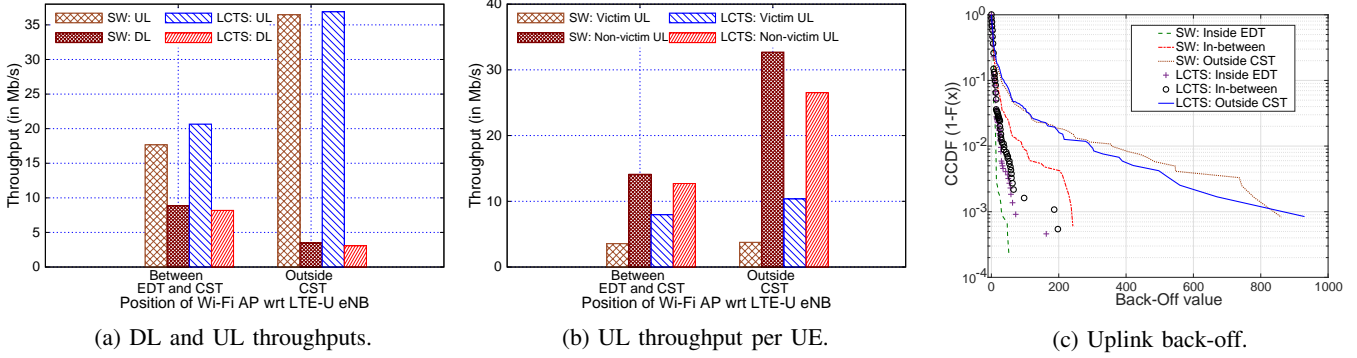 SW: UL
LCTS: UL
SW: DL
LCTS: DL
Throughput (in Mb/s)
35
30
25
20
15
10
5
0
Between
EDT and CST
Outside
CST
Position of Wi-Fi AP wrt LTE-U eNB
(a) DL and UL throughputs.
SW: Victim UL
LCTS: Victim UL
SW: Non-victim UL
LCTS: Non-victim UL
Throughput (in Mb/s)
40
30
20
10
0
Between
EDT and CST
Outside
CST
Position of Wi-Fi AP wrt LTE-U eNB
(b) UL throughput per UE.
SW: Inside EDT
SW: In-between
SW: Outside CST
LCTS: Inside EDT
LCTS: In-between
LCTS: Outside CST
CCDF (1-F(x))
10⁰
10⁻¹
10⁻²
10⁻³
10⁻⁴
0 200 400 600 800 1000
Back-Off value
(c) Uplink back-off.